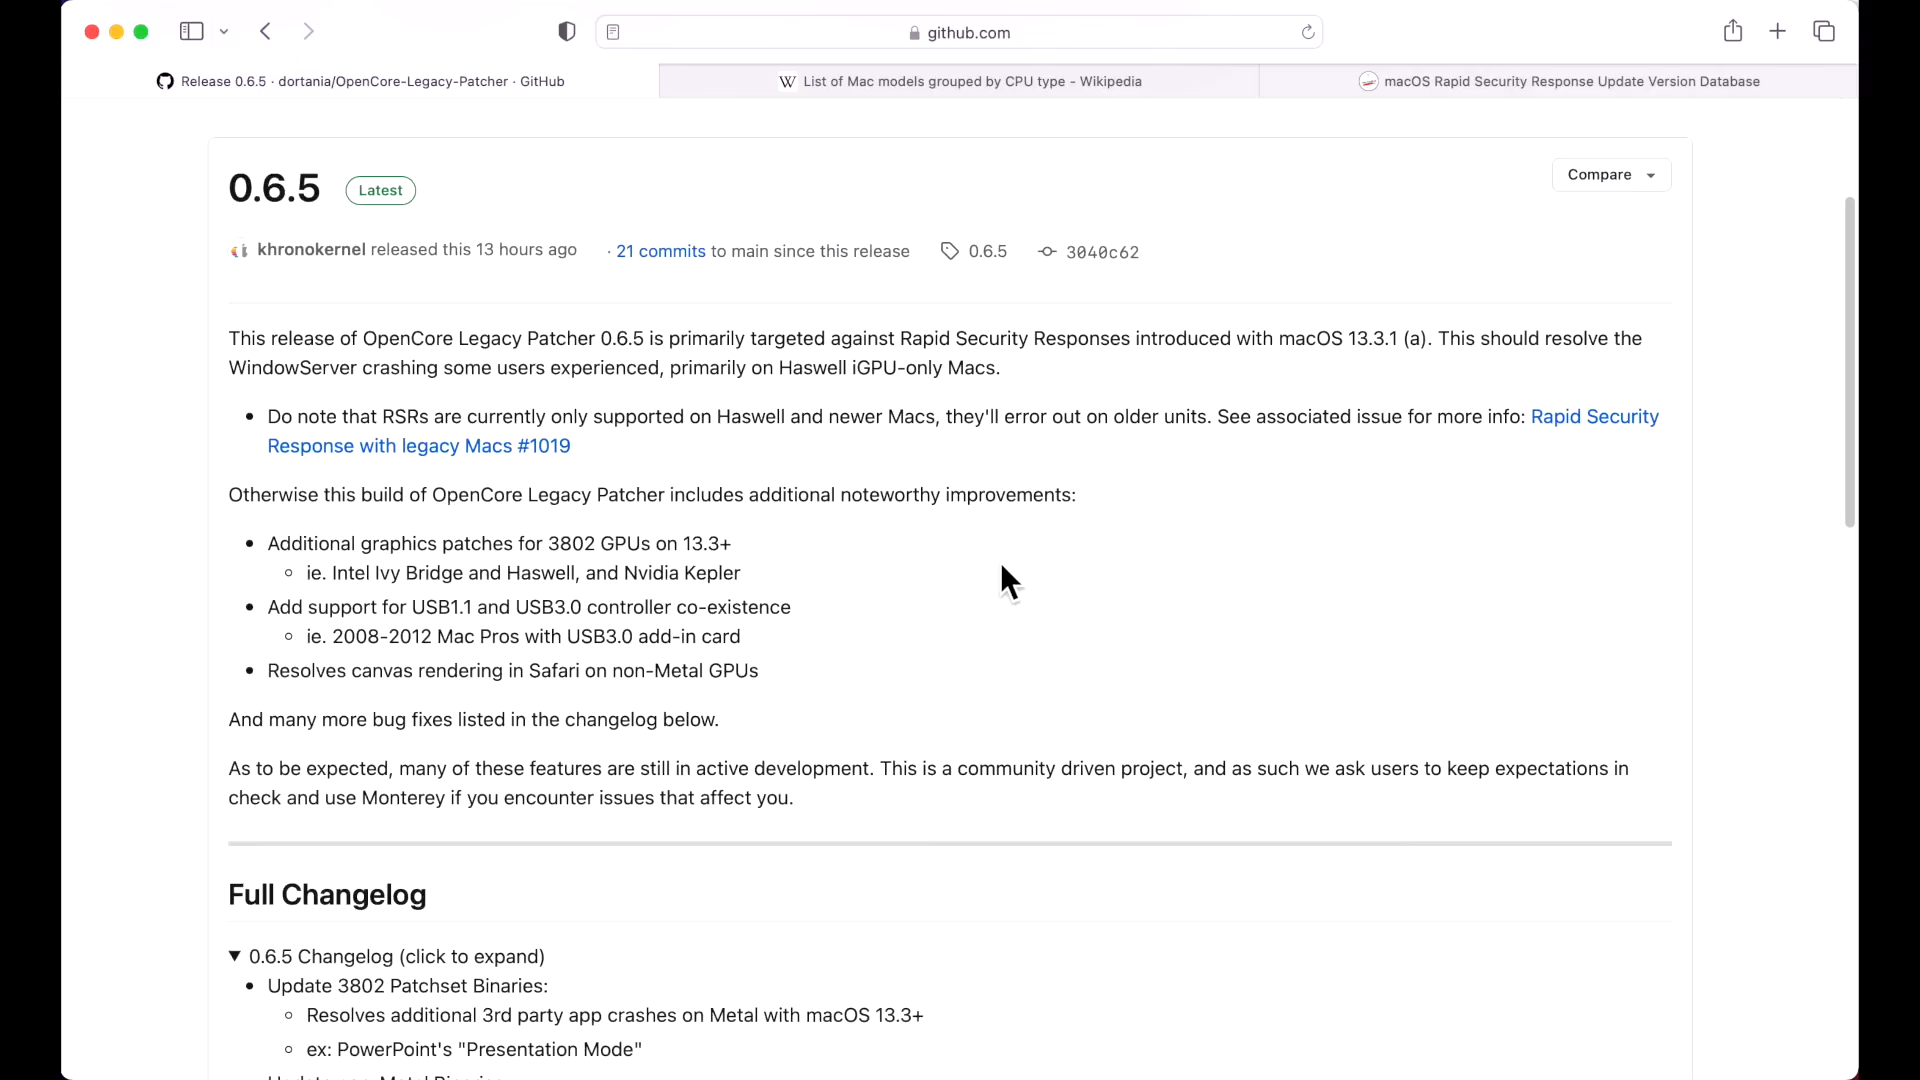 github.com
Release 0.6.5 · dortania/OpenCore-Legacy-Patcher · GitHub
List of Mac models grouped by CPU type - Wikipedia
macOS Rapid Security Response Update Version Database
0.6.5
Latest
Compare
khronokernel released this 13 hours ago
· 21 commits to main since this release
0.6.5
3040c62
This release of OpenCore Legacy Patcher 0.6.5 is primarily targeted against Rapid Security Responses introduced with macOS 13.3.1 (a). This should resolve the
WindowServer crashing some users experienced, primarily on Haswell iGPU-only Macs.
• Do note that RSRs are currently only supported on Haswell and newer Macs, they'll error out on older units. See associated issue for more info: Rapid Security
Response with legacy Macs #1019
Otherwise this build of OpenCore Legacy Patcher includes additional noteworthy improvements:
• Additional graphics patches for 3802 GPUs on 13.3+
◦ ie. Intel Ivy Bridge and Haswell, and Nvidia Kepler
• Add support for USB1.1 and USB3.0 controller co-existence
◦ ie. 2008-2012 Mac Pros with USB3.0 add-in card
• Resolves canvas rendering in Safari on non-Metal GPUs
And many more bug fixes listed in the changelog below.
As to be expected, many of these features are still in active development. This is a community driven project, and as such we ask users to keep expectations in
check and use Monterey if you encounter issues that affect you.
Full Changelog
▼ 0.6.5 Changelog (click to expand)
• Update 3802 Patchset Binaries:
◦ Resolves additional 3rd party app crashes on Metal with macOS 13.3+
◦ ex: PowerPoint's "Presentation Mode"